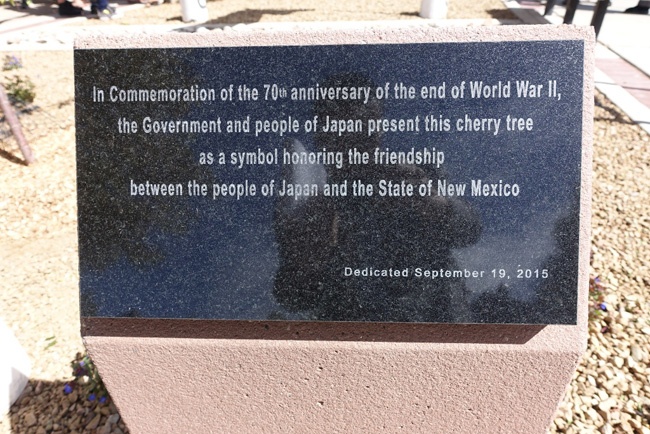 In Commemoration of the 70th anniversary of the end of World War II,
the Government and people of Japan present this cherry tree
as a symbol honoring the friendship
between the people of Japan and the State of New Mexico
Dedicated September 19, 2015